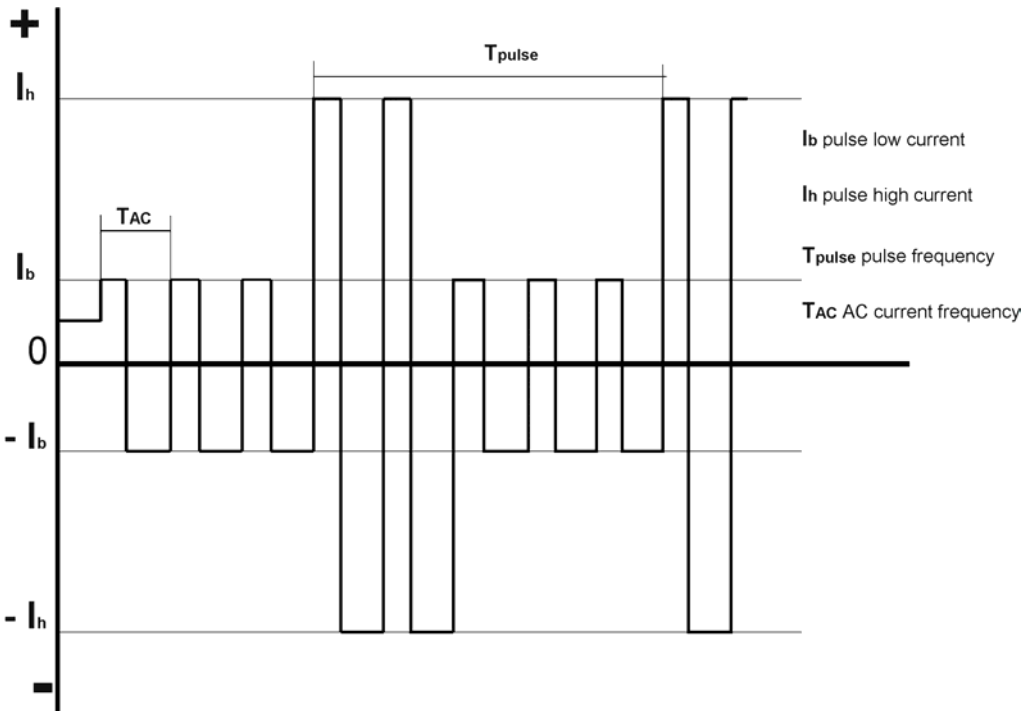 +
Tpulse
Ih
Ib pulse low current
Ih pulse high current
TAC
Ib
Tpulse pulse frequency
TAC AC current frequency
0
- Ib
- Ih
-